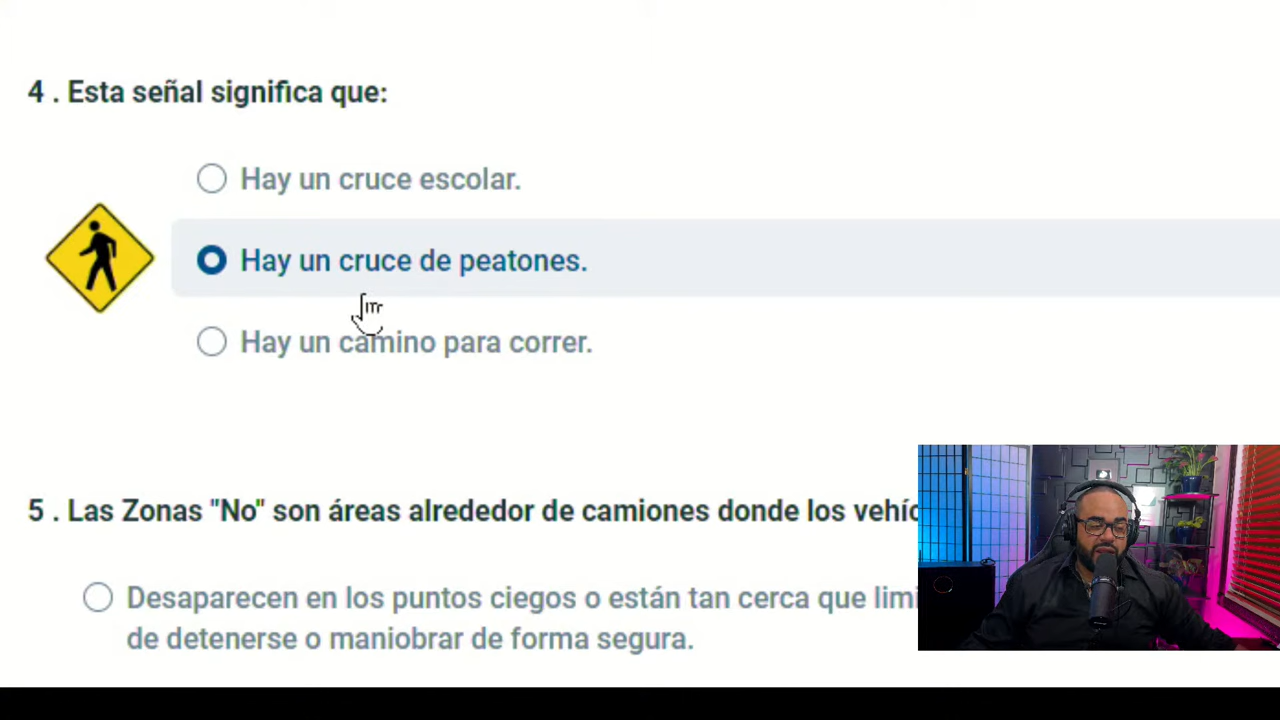 4 . Esta señal significa que:
Hay un cruce escolar.
Hay un cruce de peatones.
Hay un camino para correr.
5 . Las Zonas "No" son áreas alrededor de camiones donde los
Desaparecen en los puntos ciegos o están tan cerca que
de detenerse o maniobrar de forma segura.